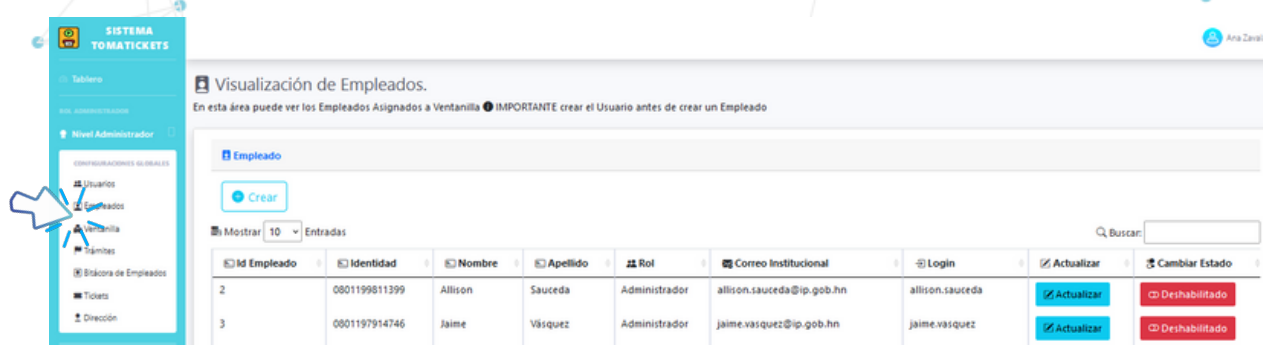 SISTEMA
TOMATICKETS
Ana Zaval
Tablero
ROL ADMINISTRADOR
Nivel Administrador
CONFIGURACIONES GLOBALES
Usuarios
Empleados
Ventanilla
Trámites
Bitácora de Empleados
Tickets
Dirección
Visualización de Empleados.
En esta área puede ver los Empleados Asignados a Ventanilla IMPORTANTE crear el Usuario antes de crear un Empleado
Empleado
Crear
Mostrar 10 Entradas
Buscar:
Id Empleado Identidad Nombre Apellido Rol Correo Institucional Login Actualizar Cambiar Estado
2 0801199811399 Allison Sauceda Administrador allison.sauceda@ip.gob.hn allison.sauceda Actualizar Deshabilitado
3 0801197914746 Jaime Vásquez Administrador jaime.vasquez@ip.gob.hn jaime.vasquez Actualizar Deshabilitado